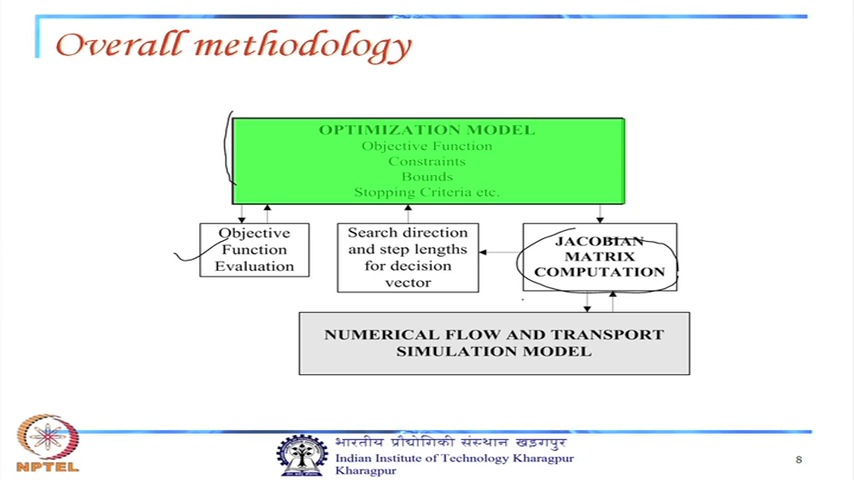 Overall methodology
OPTIMIZATION MODEL
Objective Function
Constraints
Bounds
Stopping Criteria etc.
Objective
Function
Evaluation
Search direction
and step lengths
for decision
vector
JACOBIAN
MATRIX
COMPUTATION
NUMERICAL FLOW AND TRANSPORT
SIMULATION MODEL
NPTEL
भारतीय प्रौद्योगिकी संस्थान खड़गपुर
Indian Institute of Technology Kharagpur
Kharagpur
8